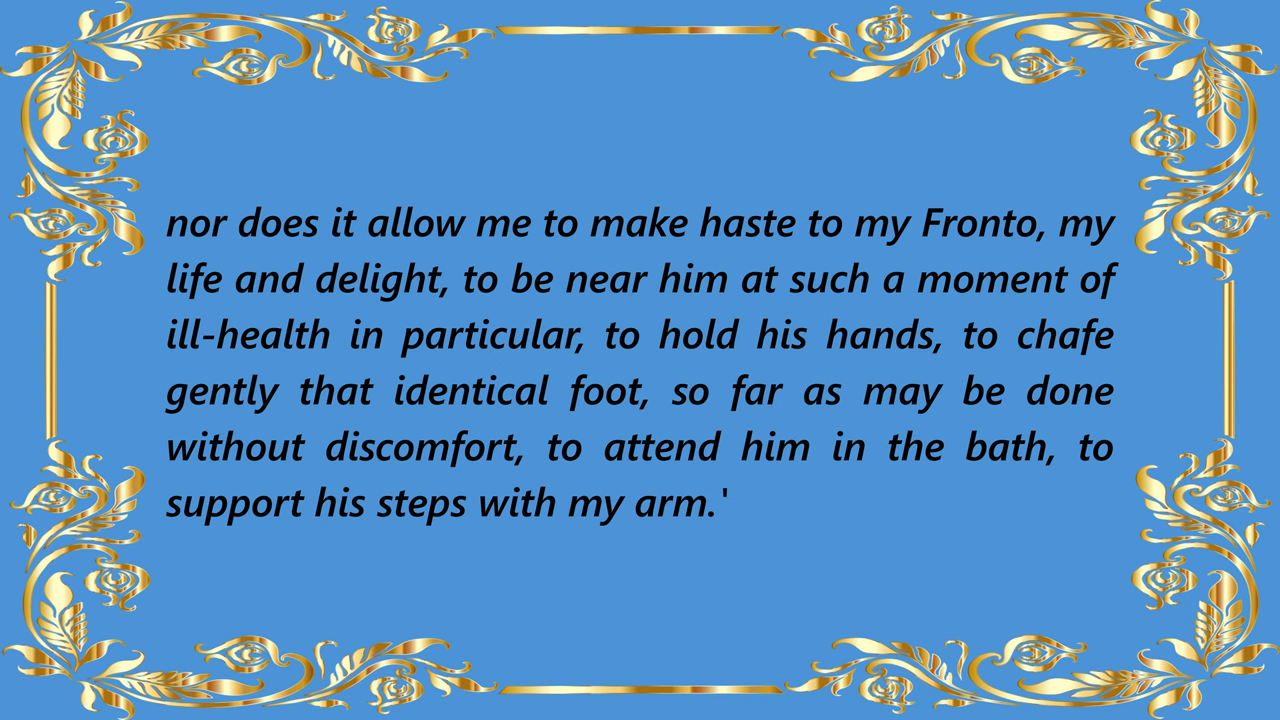 nor does it allow me to make haste to my Fronto, my
life and delight, to be near him at such a moment of
ill-health in particular, to hold his hands, to chafe
gently that identical foot, so far as may be done
without discomfort, to attend him in the bath, to
support his steps with my arm.'